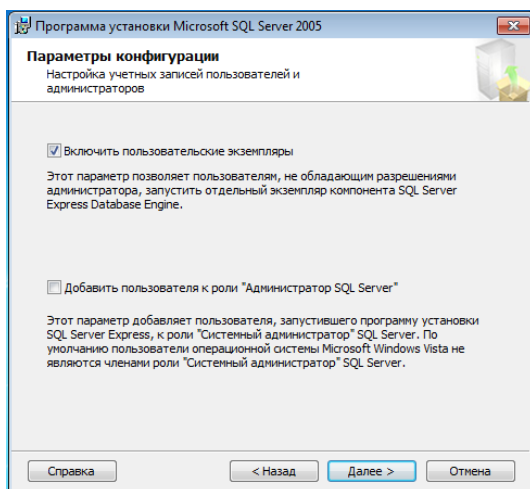 Программа установки Microsoft SQL Server 2005
Параметры конфигурации
Настройка учетных записей пользователей и
администраторов
Включить пользовательские экземпляры
Этот параметр позволяет пользователям, не обладающим разрешениями
администратора, запустить отдельный экземпляр компонента SQL Server
Express Database Engine.
Добавить пользователя к роли "Администратор SQL Server"
Этот параметр добавляет пользователя, запустившего программу установки
SQL Server Express, к роли "Системный администратор" SQL Server. По
умолчанию пользователи операционной системы Microsoft Windows Vista не
являются членами роли "Системный администратор" SQL Server.
Справка
< Назад
Далее >
Отмена